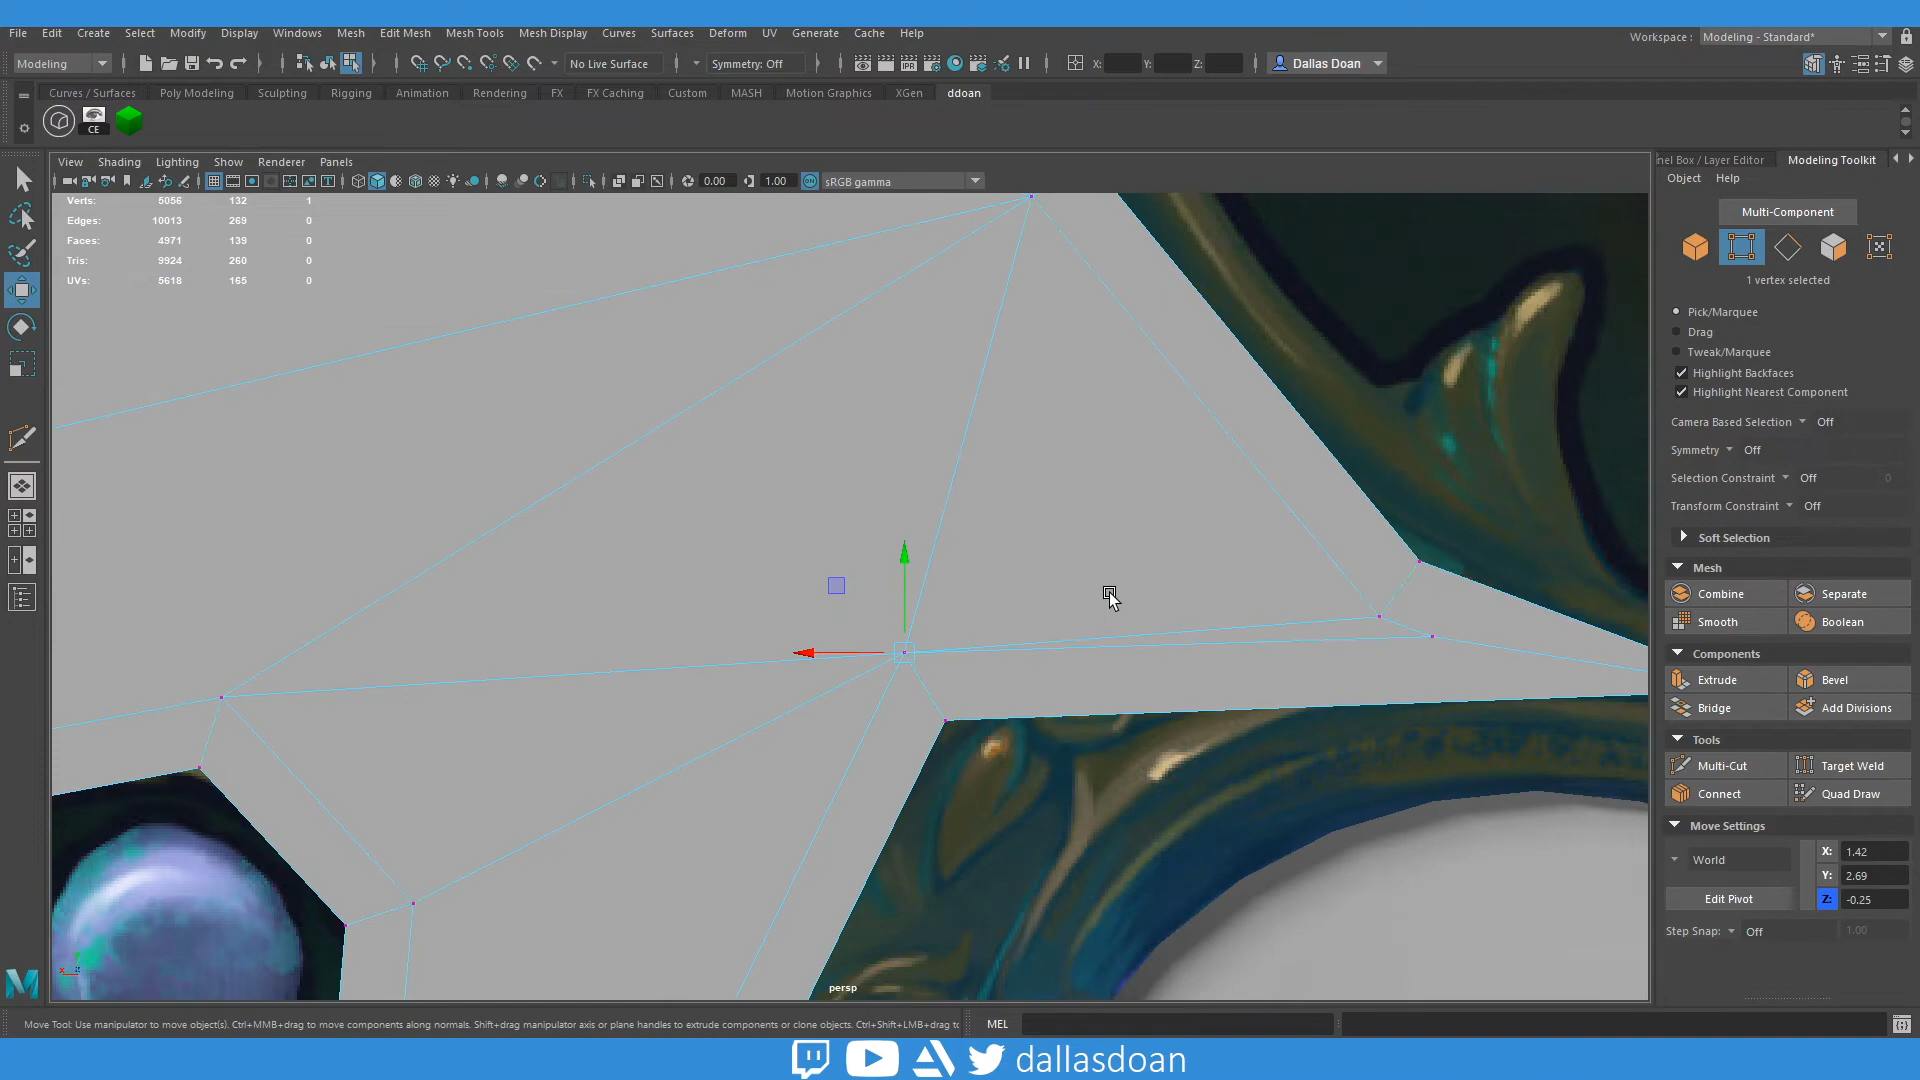 File Edit Create Select Modify Display Windows Mesh Edit Mesh Mesh Tools Mesh Display Curves Surfaces Deform UV Generate Cache Help
Workspace : Modeling - Standard*
Modeling No Live Surface Symmetry: Off X: Y: Z: Dallas Doan
Curves / Surfaces Poly Modeling Sculpting Rigging Animation Rendering FX FX Caching Custom MASH Motion Graphics XGen ddoan
CE
View Shading Lighting Show Renderer Panels
0.00 1.00 sRGB gamma
Verts: 5056 132 1
Edges: 10013 269 0
Faces: 4971 139 0
Tris: 9924 260 0
UVs: 5618 165 0
persp
nel Box / Layer Editor Modeling Toolkit
Object Help
Multi-Component
1 vertex selected
Pick/Marquee
Drag
Tweak/Marquee
Highlight Backfaces
Highlight Nearest Component
Camera Based Selection Off
Symmetry Off
Selection Constraint Off 0
Transform Constraint Off
Soft Selection
Mesh
Combine Separate
Smooth Boolean
Components
Extrude Bevel
Bridge Add Divisions
Tools
Multi-Cut Target Weld
Connect Quad Draw
Move Settings
World X: 1.42
Y: 2.69
Edit Pivot Z: -0.25
Step Snap: Off 1.00
Move Tool: Use manipulator to move object(s). Ctrl+MMB+drag to move components along normals. Shift+drag manipulator axis or plane handles to extrude components or clone objects. Ctrl+Shift+LMB+drag to
MEL
dallasdoan